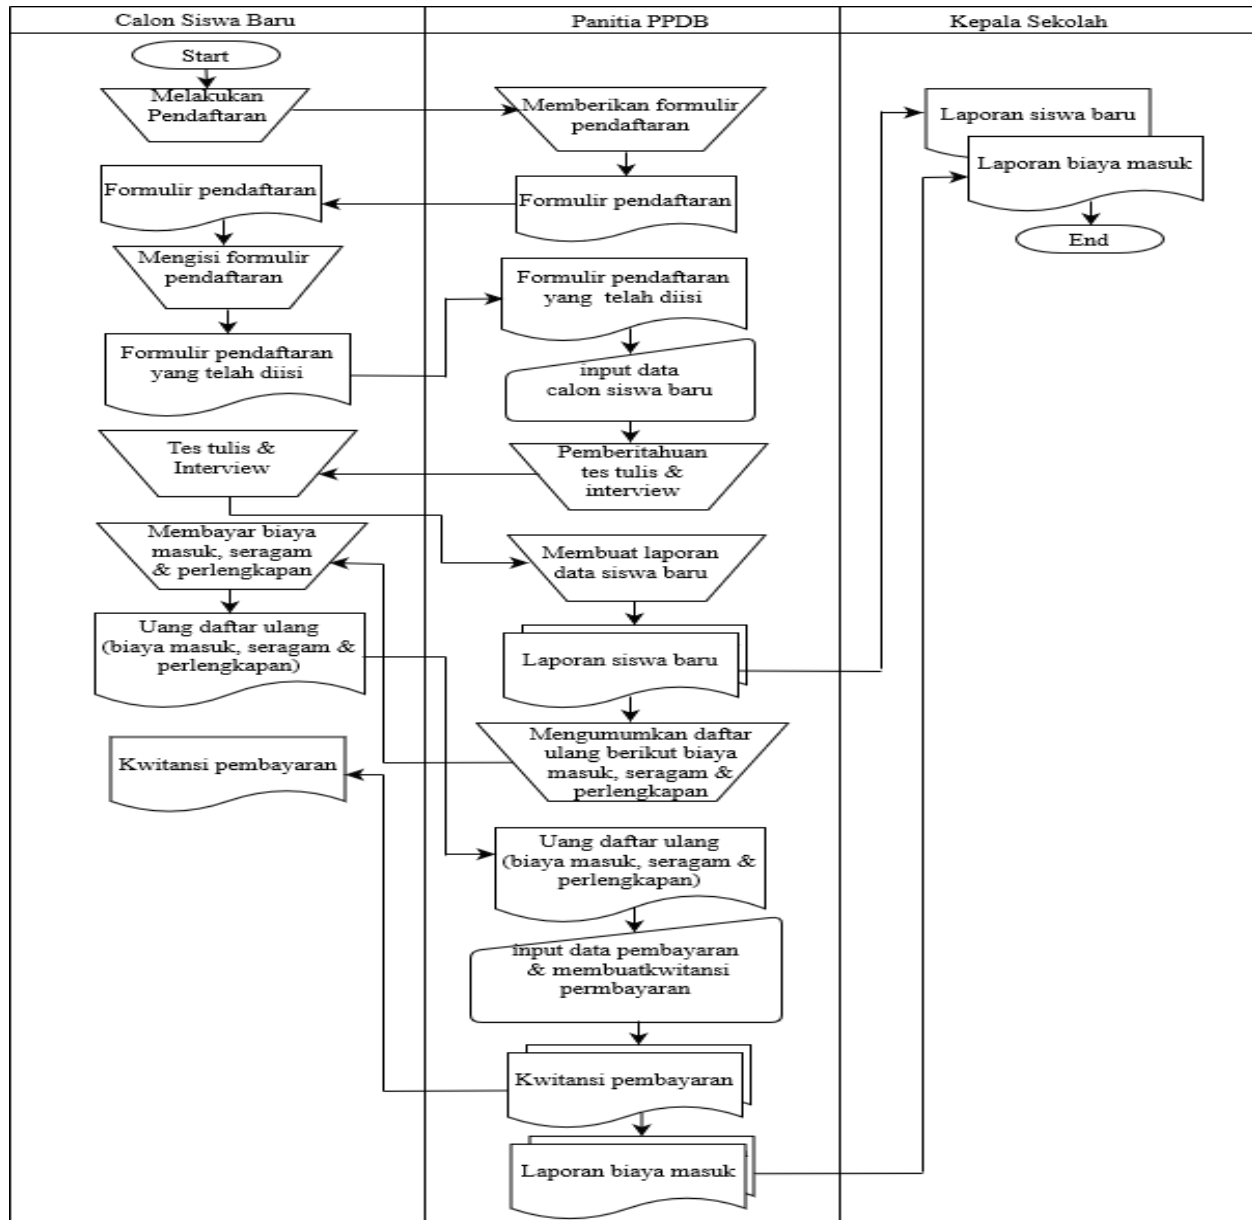 Calon Siswa Baru
Panitia PPDB
Kepala Sekolah
Start
Melakukan
Pendaftaran
Memberikan formulir
pendaftaran
Laporan siswa baru
Laporan biaya masuk
End
Formulir pendaftaran
Formulir pendaftaran
Mengisi formulir
pendaftaran
Formulir pendaftaran
yang telah diisi
Formulir pendaftaran
yang telah diisi
input data
calon siswa baru
Tes tulis &
Interview
Pemberitahuan
tes tulis &
interview
Membayar biaya
masuk, seragam
& perlengkapan
Membuat laporan
data siswa baru
Uang daftar ulang
(biaya masuk, seragam &
perlengkapan)
Laporan siswa baru
Mengumumkan daftar
ulang berikut biaya
masuk, seragam &
perlengkapan
Kwitansi pembayaran
Uang daftar ulang
(biaya masuk, seragam &
perlengkapan)
input data pembayaran
& membuatkwitansi
permbayaran
Kwitansi pembayaran
Laporan biaya masuk